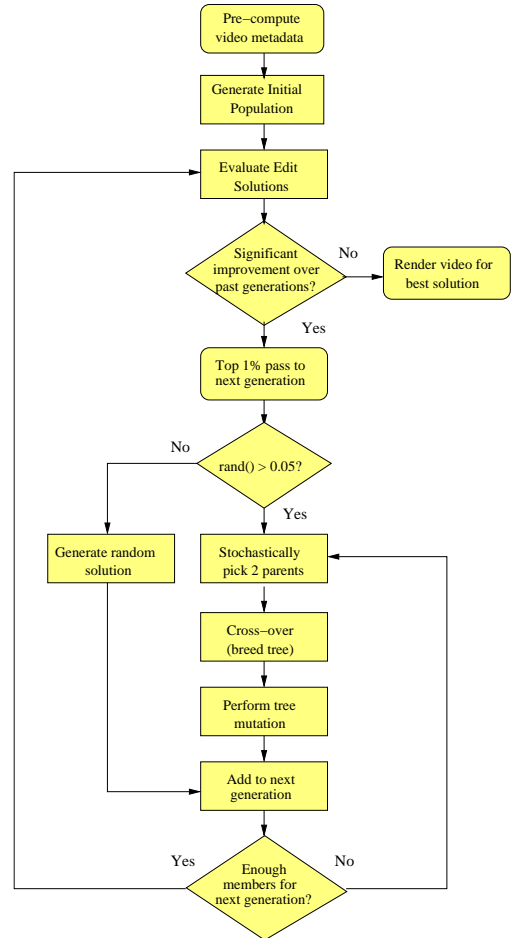 Pre−compute
video metadata
Generate Initial
Population
Evaluate Edit
Solutions
Significant
improvement over
past generations?
No
Render video for
best solution
Yes
Top 1% pass to
next generation
No
rand() > 0.05?
Yes
Generate random
solution
Stochastically
pick 2 parents
Cross−over
(breed tree)
Perform tree
mutation
Add to next
generation
Yes
Enough
members for
next generation?
No